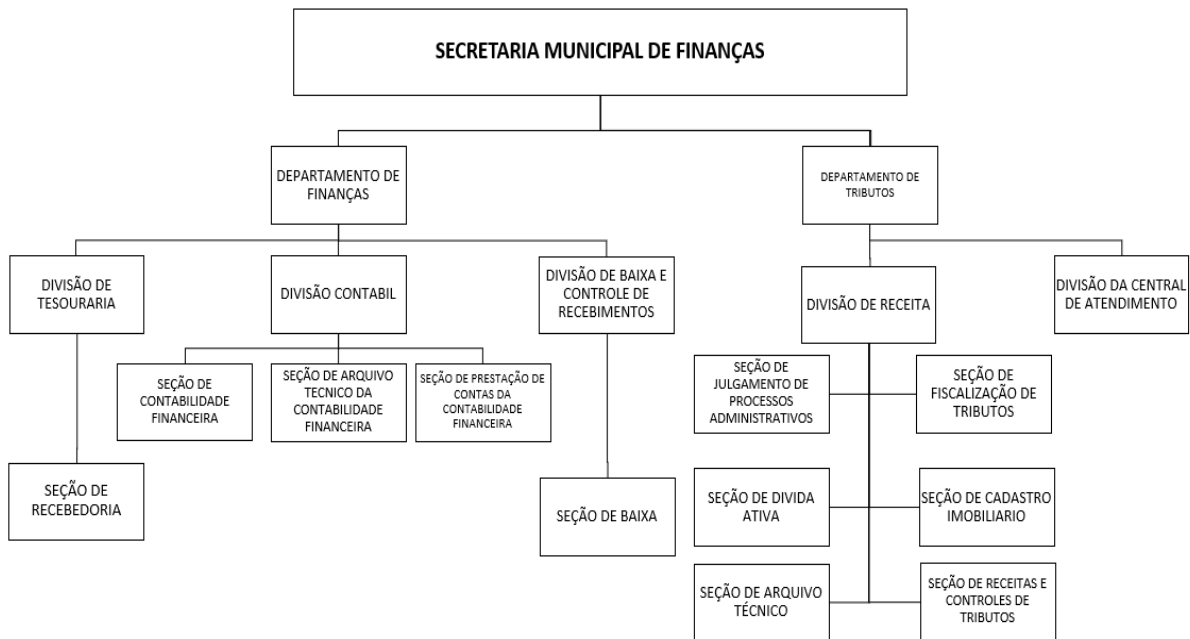 SECRETARIA MUNICIPAL DE FINANÇAS
DEPARTAMENTO DE
FINANÇAS
DEPARTAMENTO DE
TRIBUTOS
DIVISÃO DE
TESOURARIA
DIVISÃO CONTABIL
DIVISÃO DE BAIXA E
CONTROLE DE
RECEBIMENTOS
DIVISÃO DE RECEITA
DIVISÃO DA CENTRAL
DE ATENDIMENTO
SEÇÃO DE
CONTABILIDADE
FINANCEIRA
SEÇÃO DE ARQUIVO
TECNICO DA
CONTABILIDADE
FINANCEIRA
SEÇÃO DE PRESTAÇÃO DE
CONTAS DA
CONTABILIDADE
FINANCEIRA
SEÇÃO DE
JULGAMENTO DE
PROCESSOS
ADMINISTRATIVOS
SEÇÃO DE
FISCALIZAÇÃO DE
TRIBUTOS
SEÇÃO DE
RECEBEDORIA
SEÇÃO DE BAIXA
SEÇÃO DE DIVIDA
ATIVA
SEÇÃO DE CADASTRO
IMOBILIARIO
SEÇÃO DE ARQUIVO
TÉCNICO
SEÇÃO DE RECEITAS E
CONTROLES DE
TRIBUTOS